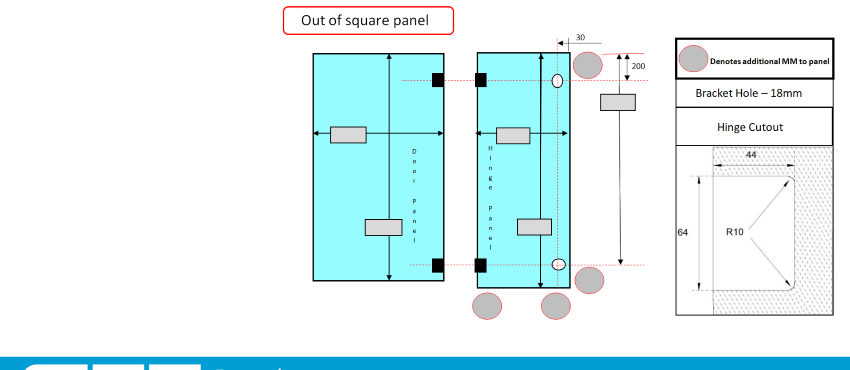 Out of square panel
30
200
Door Panel
Hinge Panel
Denotes additional MM to panel
Bracket Hole – 18mm
Hinge Cutout
44
64
R10